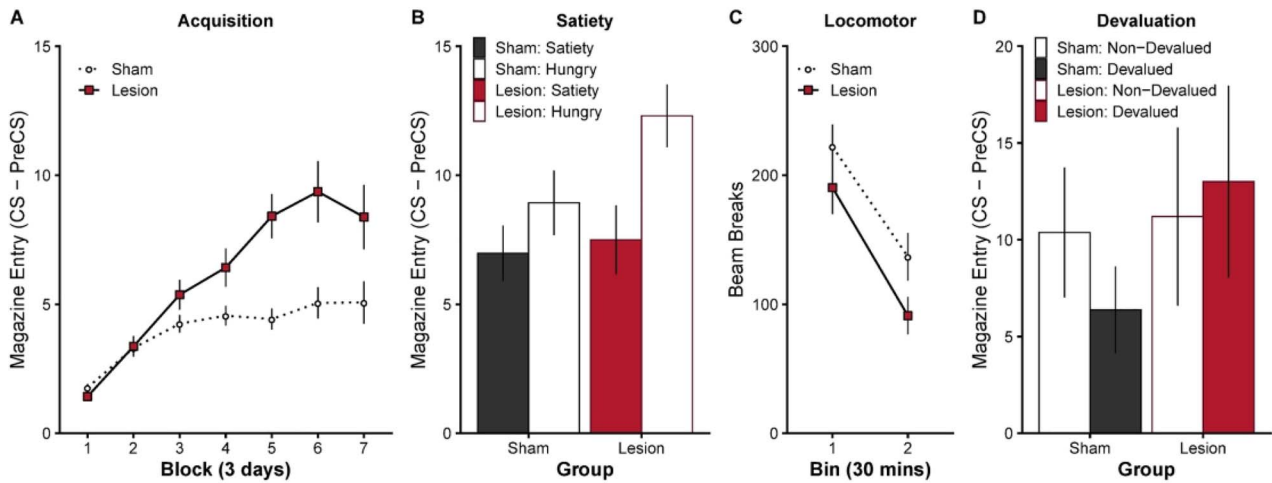 A Acquisition
Magazine Entry (CS − PreCS)
15
10
5
0
Sham
Lesion
1 2 3 4 5 6 7
Block (3 days)
B Satiety
Magazine Entry (CS − PreCS)
15
10
5
0
Sham: Satiety
Sham: Hungry
Lesion: Satiety
Lesion: Hungry
Sham Lesion
Group
C Locomotor
Beam Breaks
300
200
100
0
Sham
Lesion
1 2
Bin (30 mins)
D Devaluation
Magazine Entry (CS − PreCS)
20
15
10
5
0
Sham: Non−Devalued
Sham: Devalued
Lesion: Non−Devalued
Lesion: Devalued
Sham Lesion
Group